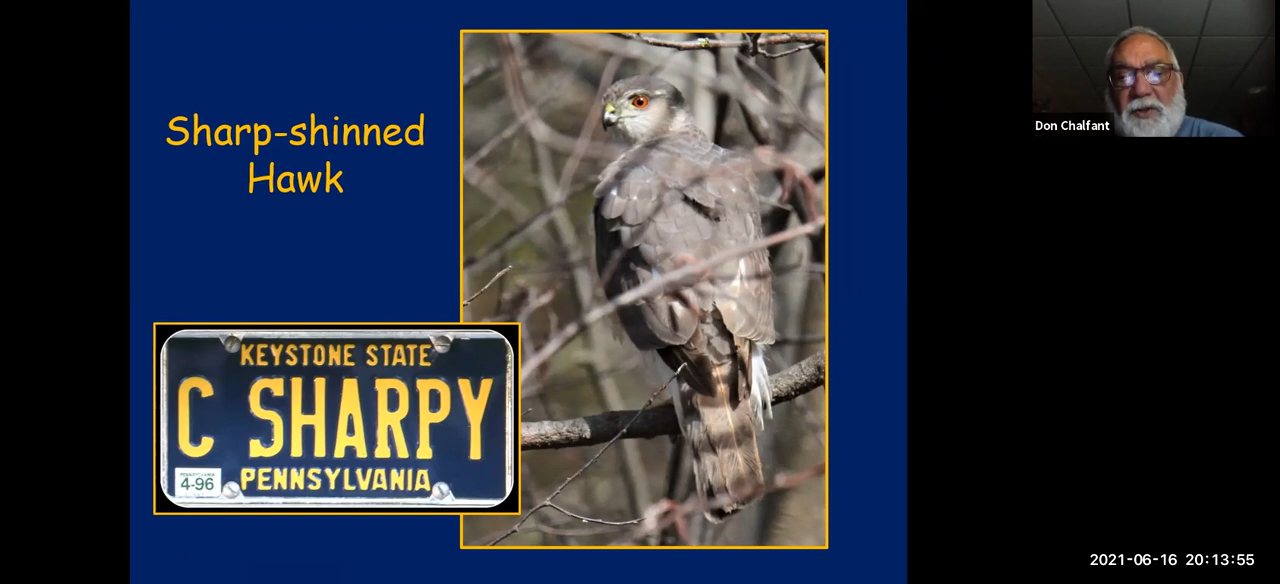 Sharp-shinned
Hawk
KEYSTONE STATE
C SHARPY
4-96
PENNSYLVANIA
Don Chalfant
2021-06-16 20:13:55